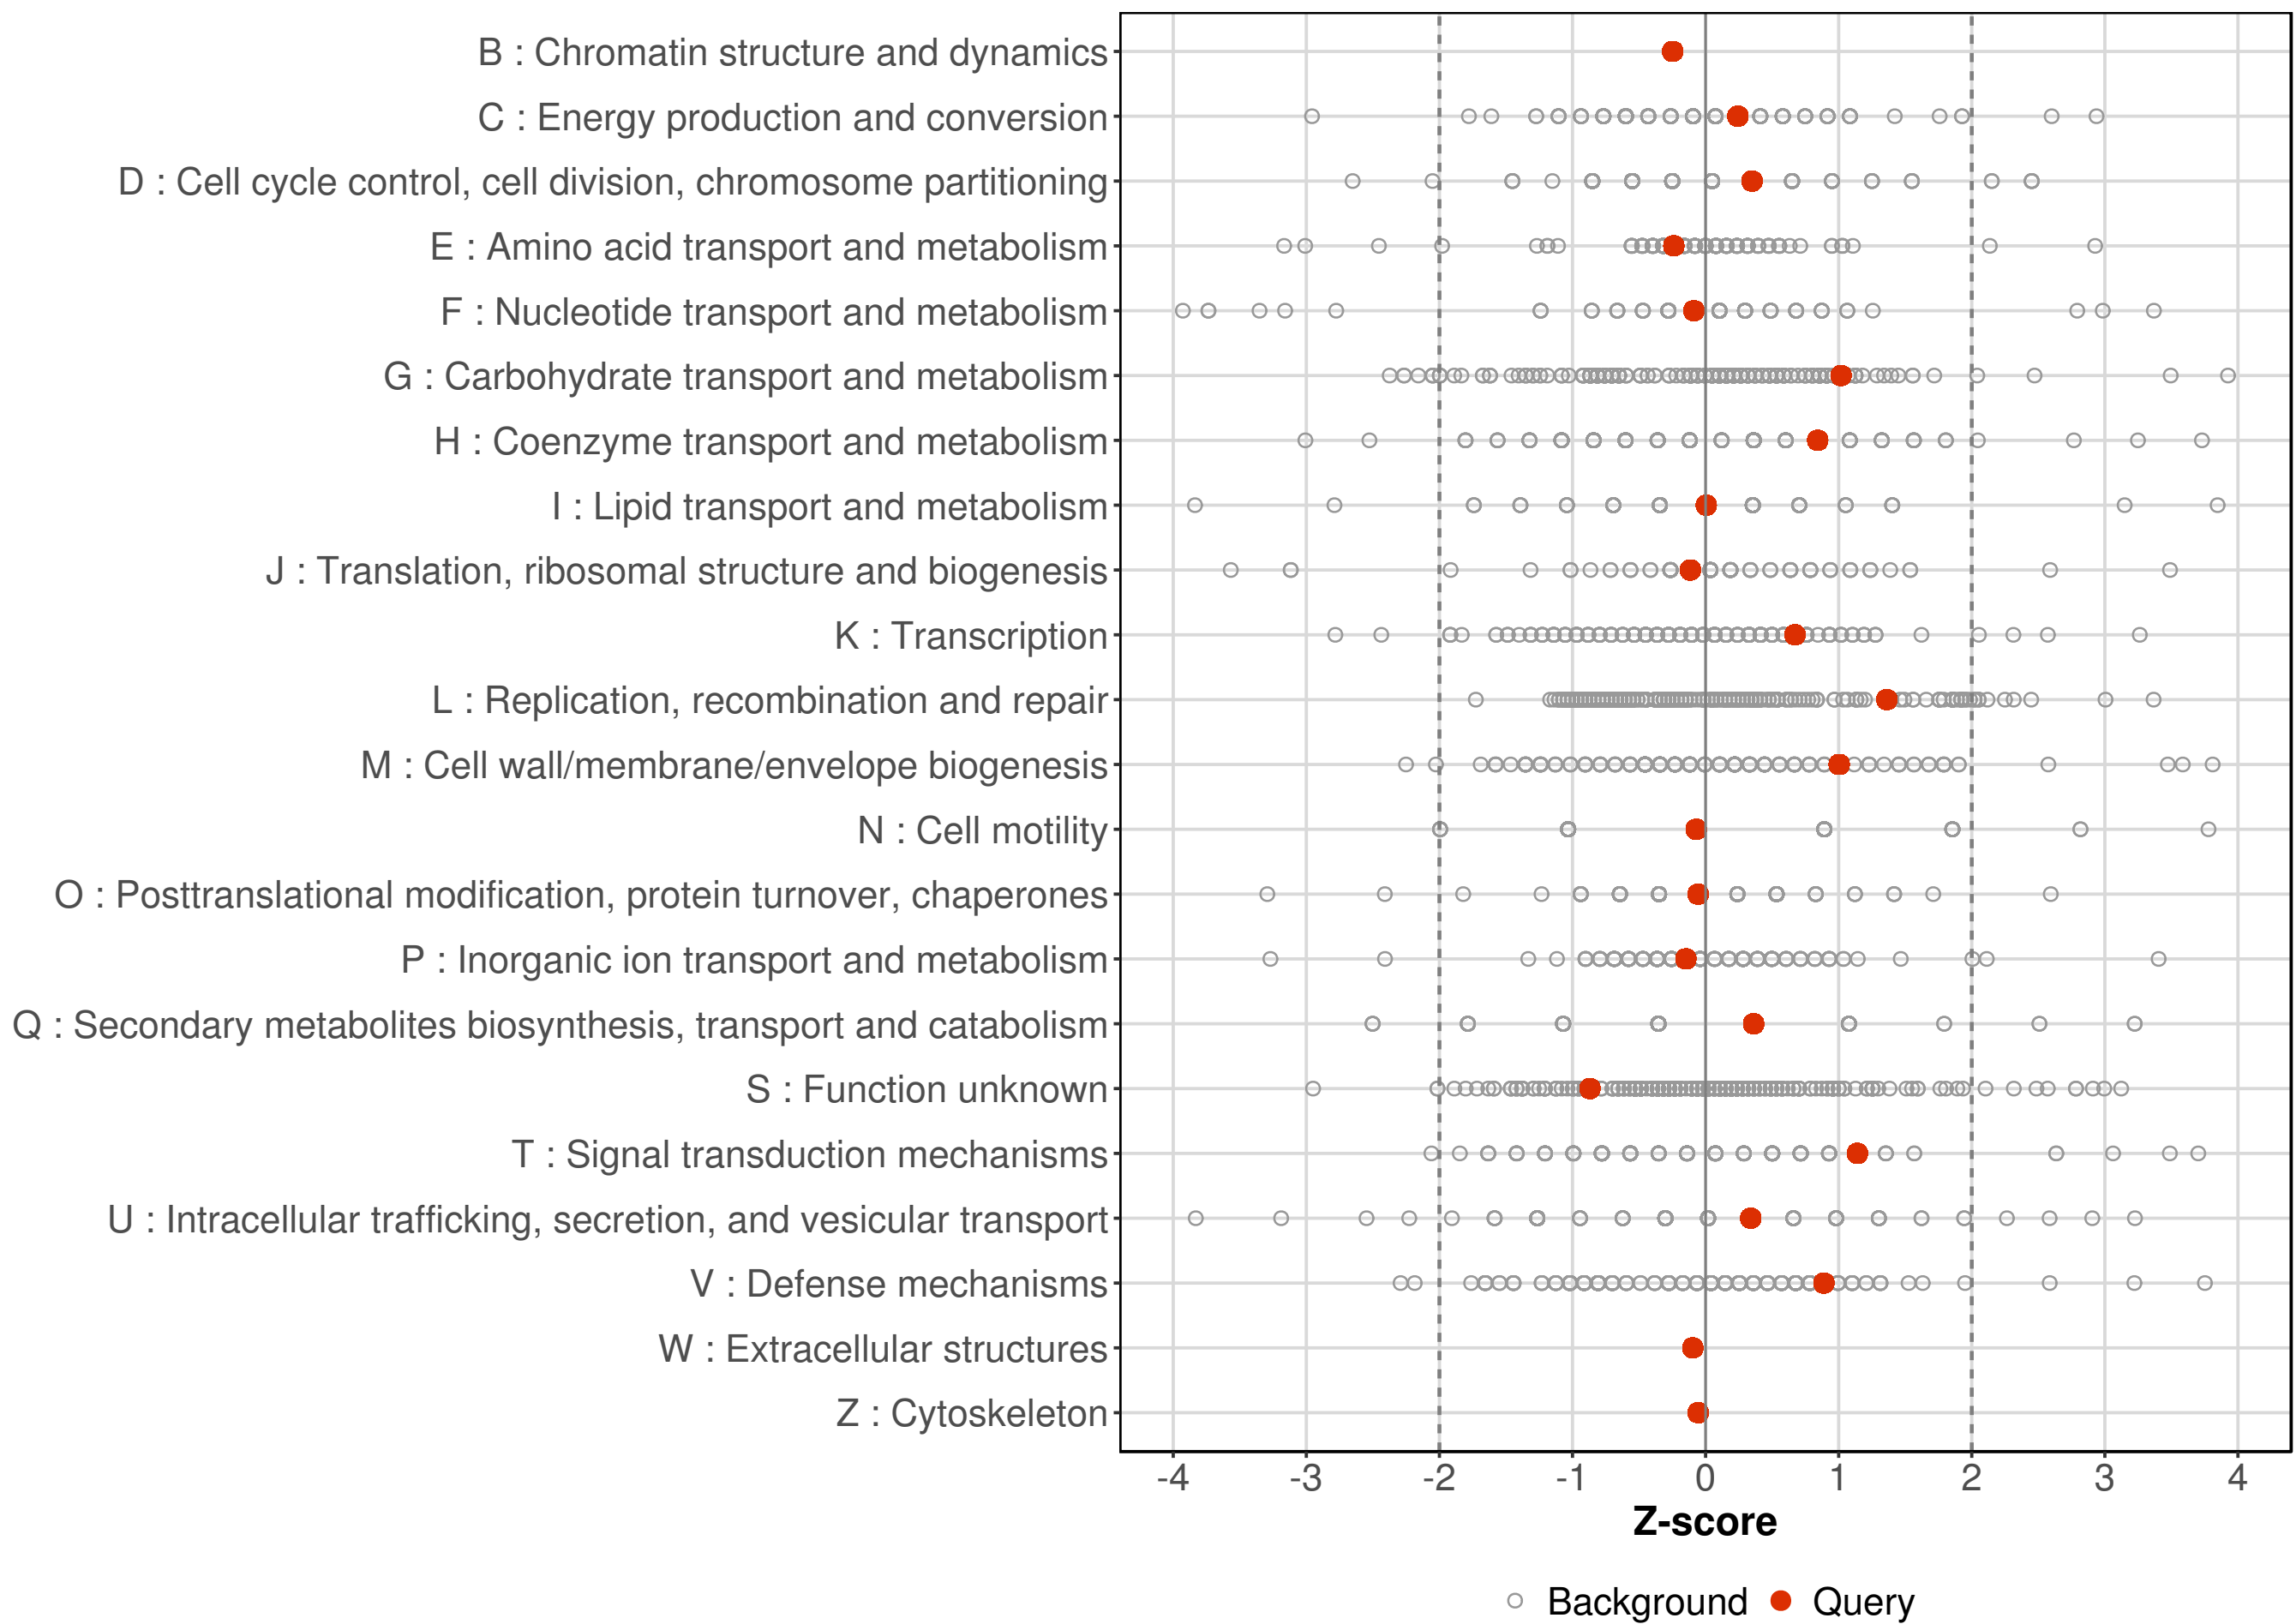 B : Chromatin structure and dynamics
C : Energy production and conversion
D : Cell cycle control, cell division, chromosome partitioning
E : Amino acid transport and metabolism
F : Nucleotide transport and metabolism
G : Carbohydrate transport and metabolism
H : Coenzyme transport and metabolism
I : Lipid transport and metabolism
J : Translation, ribosomal structure and biogenesis
K : Transcription
L : Replication, recombination and repair
M : Cell wall/membrane/envelope biogenesis
N : Cell motility
O : Posttranslational modification, protein turnover, chaperones
P : Inorganic ion transport and metabolism
Q : Secondary metabolites biosynthesis, transport and catabolism
S : Function unknown
T : Signal transduction mechanisms
U : Intracellular trafficking, secretion, and vesicular transport
V : Defense mechanisms
W : Extracellular structures
Z : Cytoskeleton
-4 -3 -2 -1 0 1 2 3 4
Z-score
Background Query